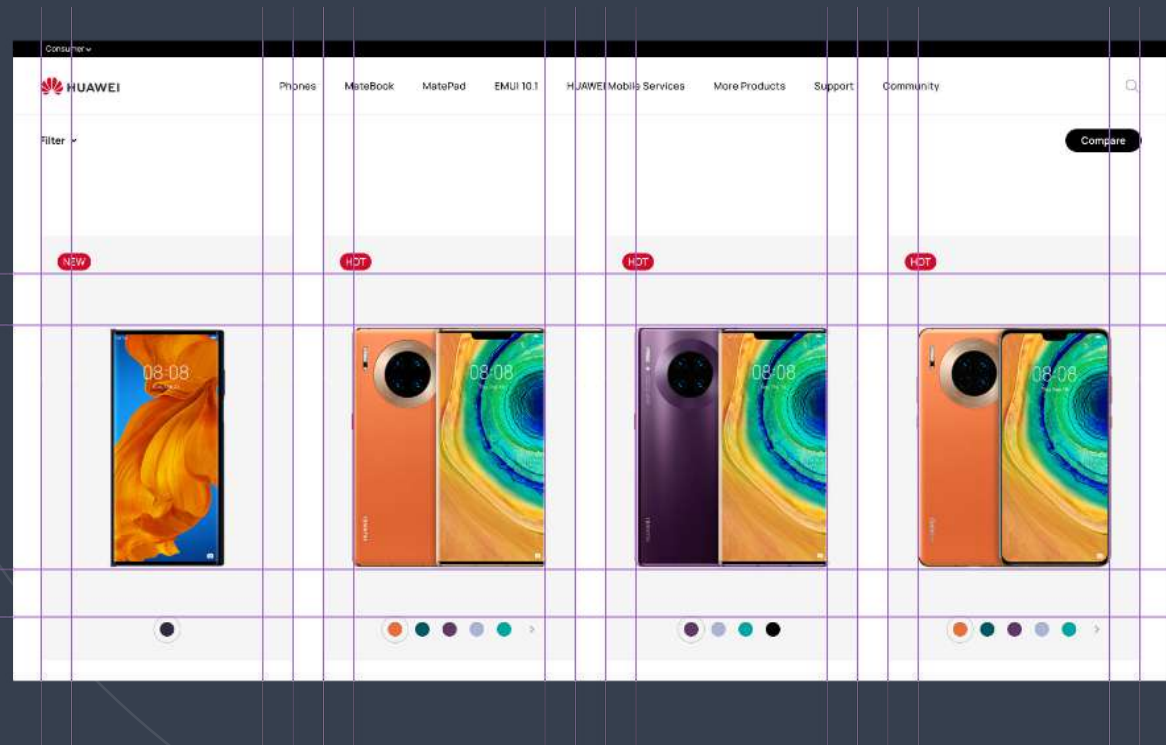 Consumer
HUAWEI Phones MateBook MatePad EMUI 10.1 HUAWEI Mobile Services More Products Support Community
Filter Compare
NEW HOT HOT HOT
08:08 08:08 08:08 08:08